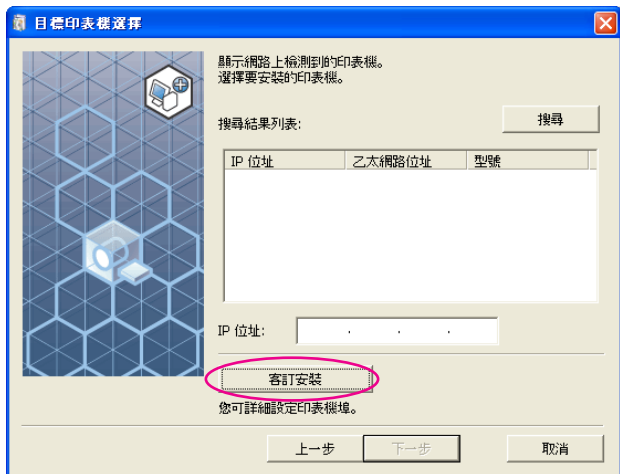 目標印表機選擇
顯示網路上檢測到的印表機。
選擇要安裝的印表機。
搜尋結果列表:
搜尋
IP 位址 乙太網路位址 型號
IP 位址: . . .
客訂安裝
您可詳細設定印表機埠。
上一步 下一步 取消